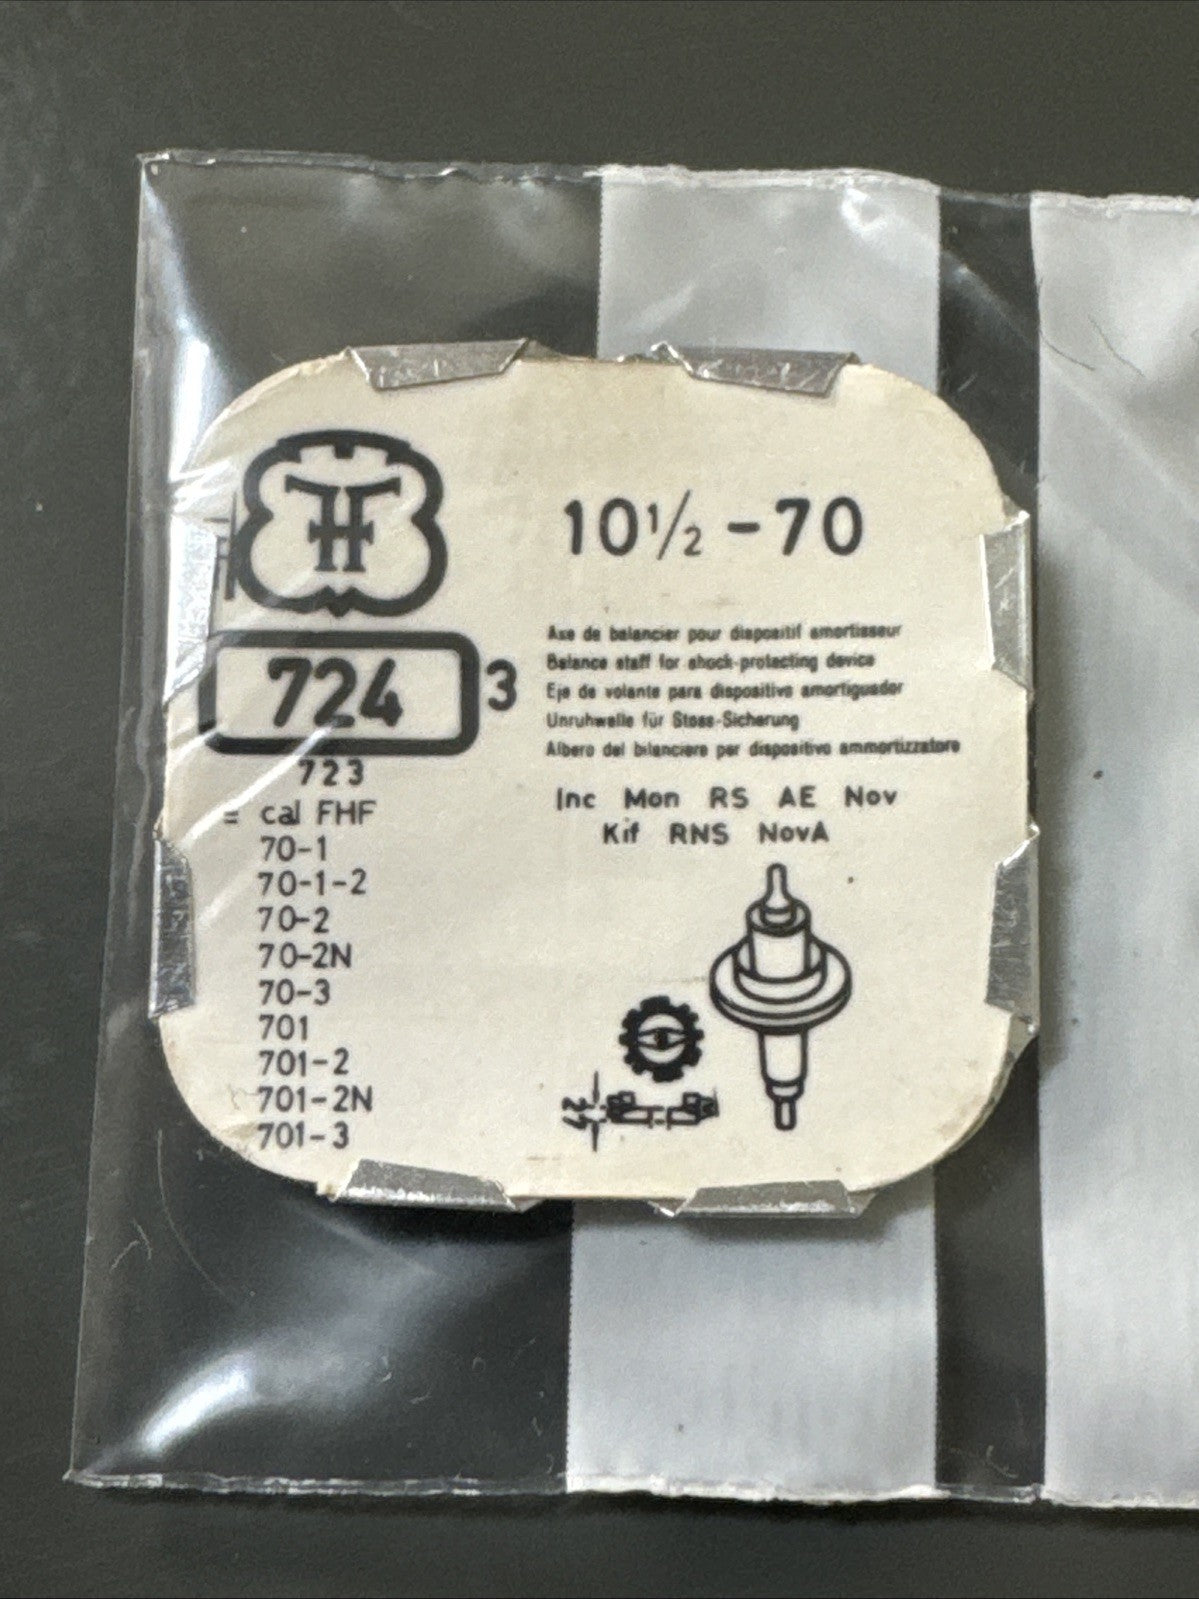 FHF
10 1/2 - 70
724 3
723
= cal FHF
70-1
70-1-2
70-2
70-2N
70-3
701
701-2
701-2N
701-3
Axe de balancier pour dispositif amortisseur
Balance staff for shock-protecting device
Eje de volante para dispositivo amortiguador
Unruhwelle für Stoss-Sicherung
Albero del bilanciere per dispositivo ammortizzatore
Inc Mon RS AE Nov
Kif RNS NovA